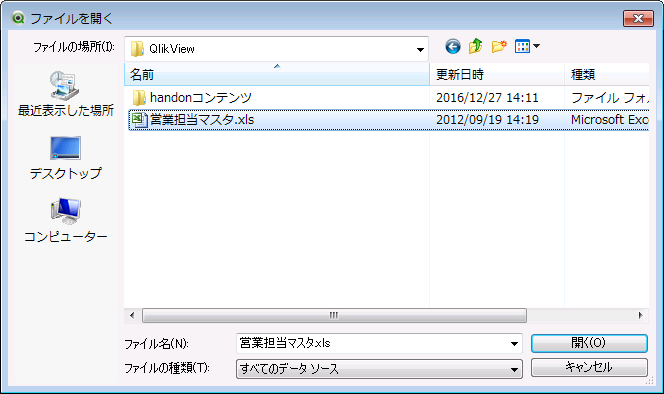 ファイルを開く
ファイルの場所(I):
QlikView
名前
更新日時
種類
handonコンテンツ
2016/12/27 14:11
ファイル フォル
営業担当マスタ.xls
2012/09/19 14:19
Microsoft Exc
最近表示した場所
デスクトップ
コンピューター
ファイル名(N):
営業担当マスタ.xls
開く(O)
ファイルの種類(T):
すべてのデータ ソース
キャンセル